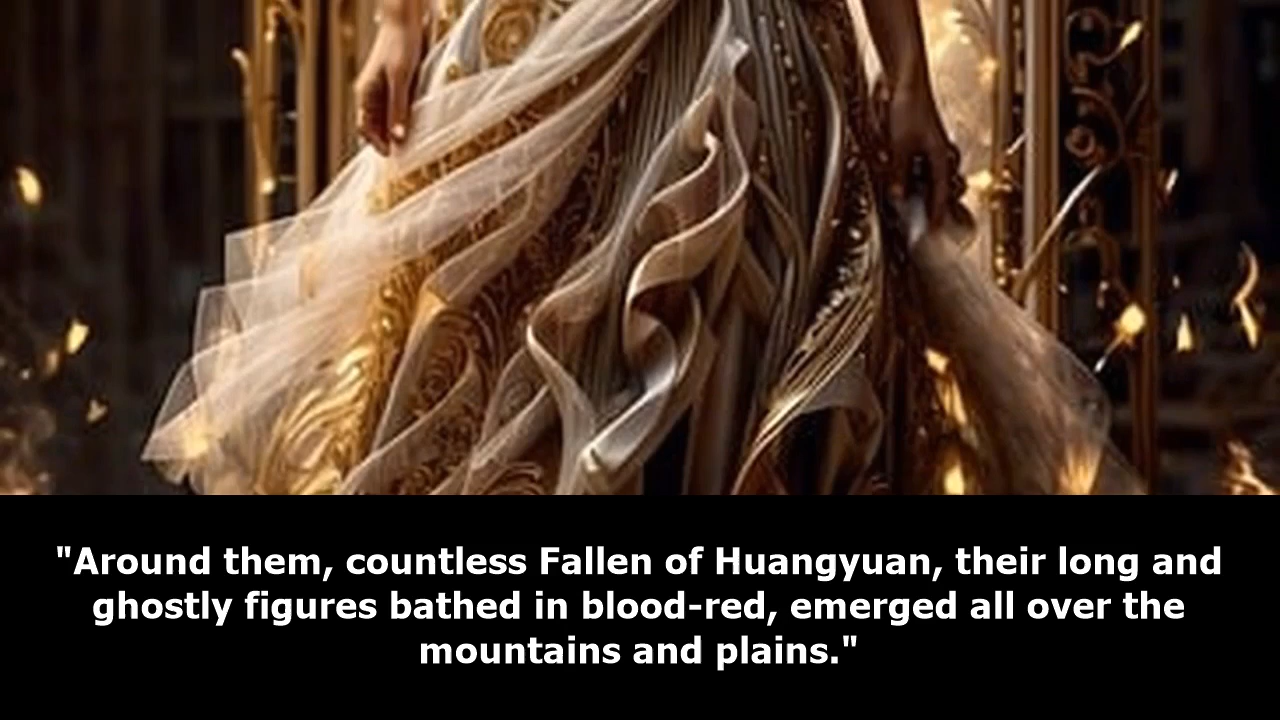 "Around them, countless Fallen of Huangyuan, their long and
ghostly figures bathed in blood-red, emerged all over the
mountains and plains."